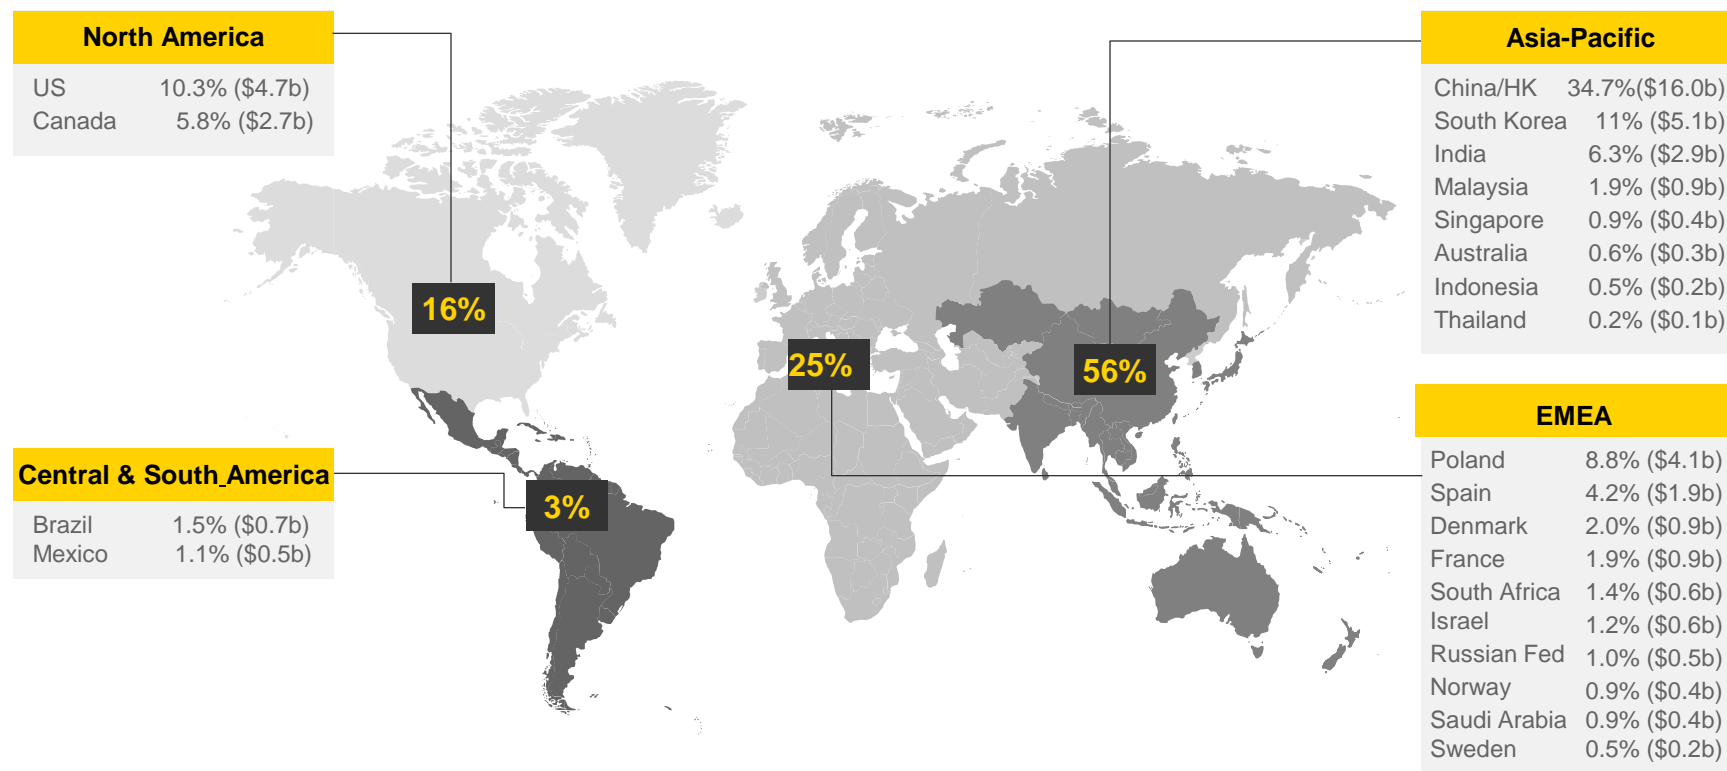 North America
US 10.3% ($4.7b)
Canada 5.8% ($2.7b)
16%
Central & South America
Brazil 1.5% ($0.7b)
Mexico 1.1% ($0.5b)
3%
25%
56%
Asia-Pacific
China/HK 34.7%($16.0b)
South Korea 11% ($5.1b)
India 6.3% ($2.9b)
Malaysia 1.9% ($0.9b)
Singapore 0.9% ($0.4b)
Australia 0.6% ($0.3b)
Indonesia 0.5% ($0.2b)
Thailand 0.2% ($0.1b)
EMEA
Poland 8.8% ($4.1b)
Spain 4.2% ($1.9b)
Denmark 2.0% ($0.9b)
France 1.9% ($0.9b)
South Africa 1.4% ($0.6b)
Israel 1.2% ($0.6b)
Russian Fed 1.0% ($0.5b)
Norway 0.9% ($0.4b)
Saudi Arabia 0.9% ($0.4b)
Sweden 0.5% ($0.2b)